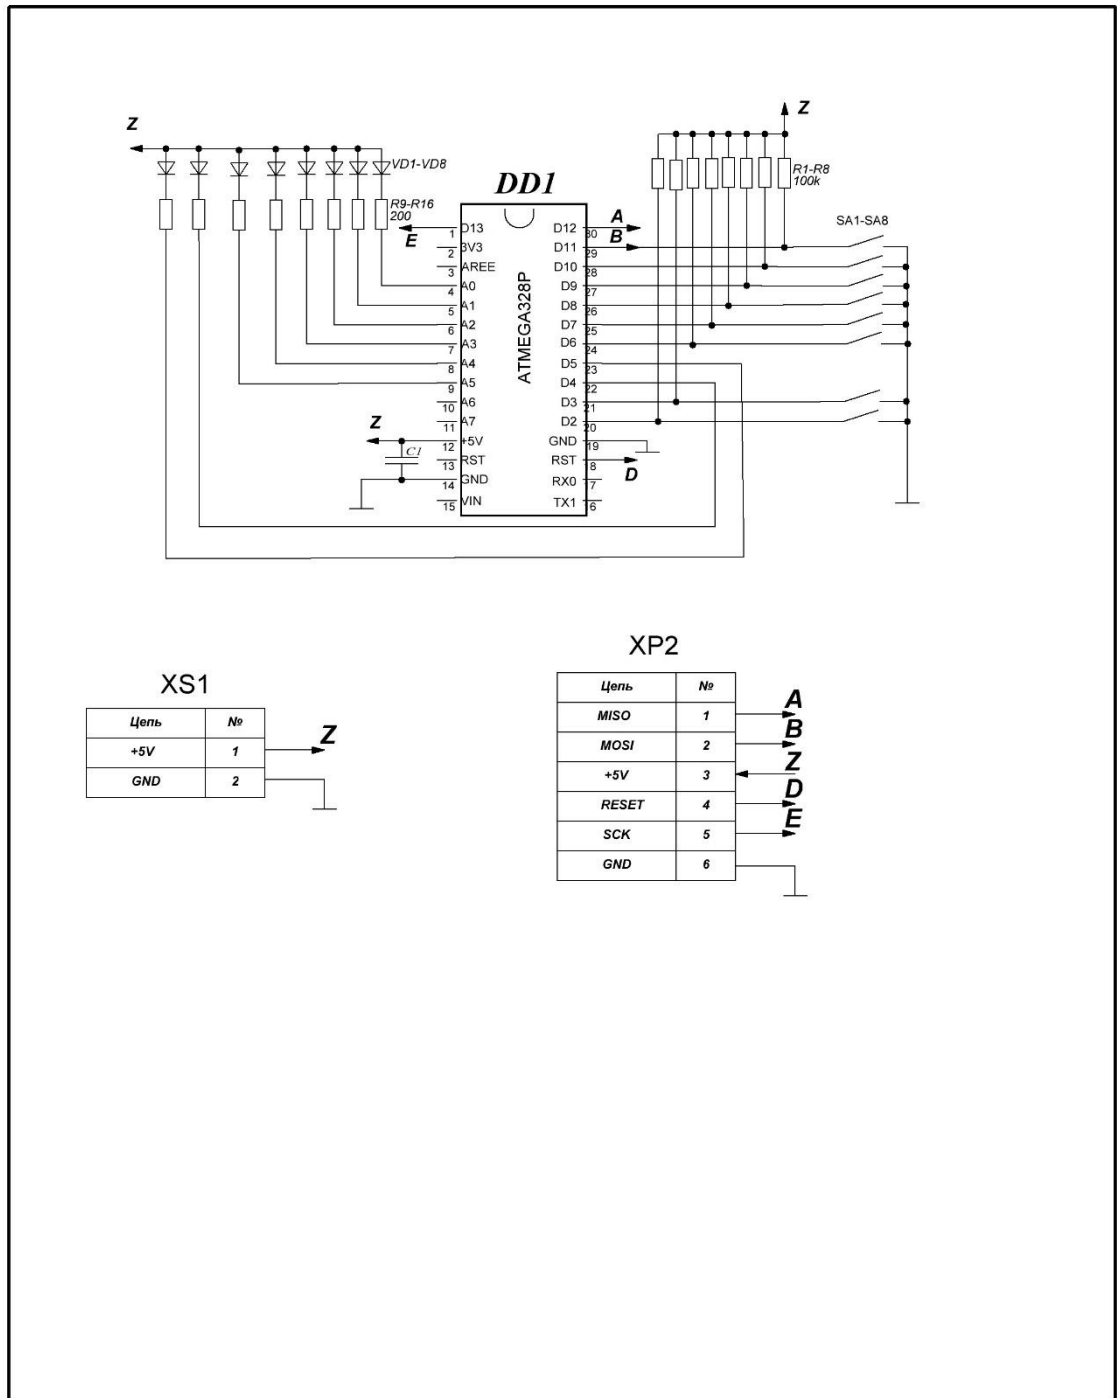 Z
Z
VD1-VD8
R9-R16
200
R1-R8
100k
SA1-SA8
DD1
ATMEGA328P
E
D13
1
3V3
2
AREE
3
A0
4
A1
5
A2
6
A3
7
A4
8
A5
9
A6
10
A7
11
Z
+5V
12
C1
RST
13
GND
14
VIN
15
D12
30
A
D11
29
B
D10
28
D9
27
D8
26
D7
25
D6
24
D5
23
D4
22
D3
21
D2
20
GND
19
RST
8
D
RX0
7
TX1
6
XS1
Цепь №
+5V 1 Z
GND 2
XP2
Цепь №
MISO 1 A
MOSI 2 B
+5V 3 Z
RESET 4 D
SCK 5 E
GND 6